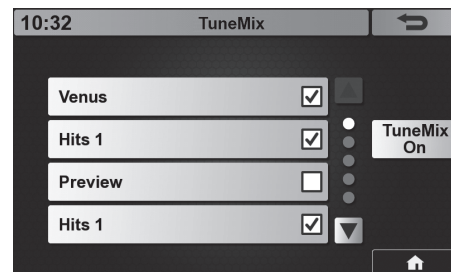 10:32 TuneMix
Venus
Hits 1
TuneMix
On
Preview
Hits 1